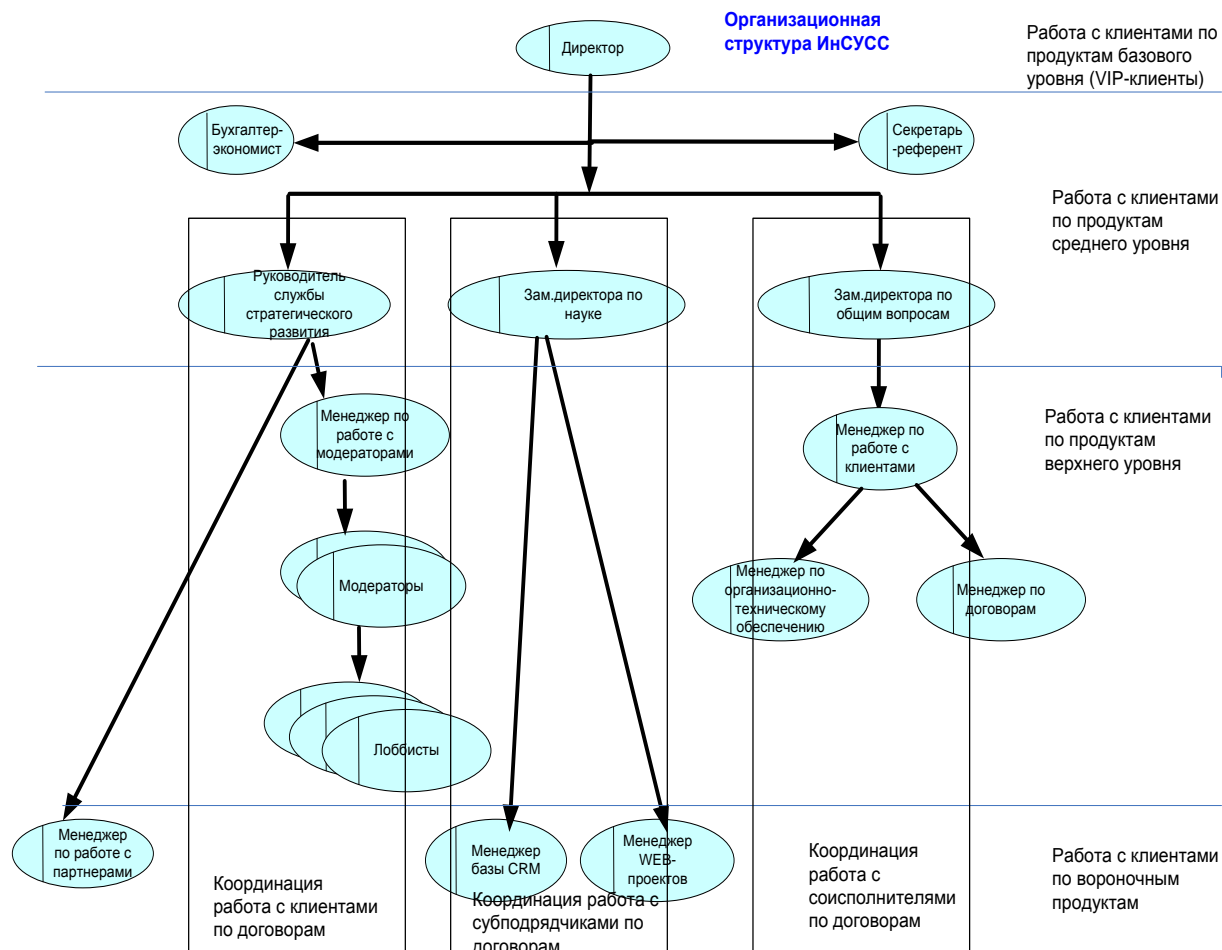 Организационная
структура ИнСУСС
Директор
Работа с клиентами по
продуктам базового
уровня (VIP-клиенты)
Бухгалтер-
экономист
Секретарь
-референт
Работа с клиентами
по продуктам
среднего уровня
Руководитель
службы
стратегического
развития
Зам.директора по
науке
Зам.директора по
общим вопросам
Менеджер по
работе с
модераторами
Менеджер по
работе с
клиентами
Работа с клиентами
по продуктам
верхнего уровня
Модераторы
Менеджер по
организационно-
техническому
обеспечению
Менеджер по
договорам
Лоббисты
Менеджер
по работе с
партнерами
Менеджер
базы CRM
Менеджер
WEB-
проектов
Координация
работа с клиентами
по договорам
Координация работа с
субподрядчиками по
договорам
Координация
работа с
соисполнителями
по договорам
Работа с клиентами
по вороночным
продуктам